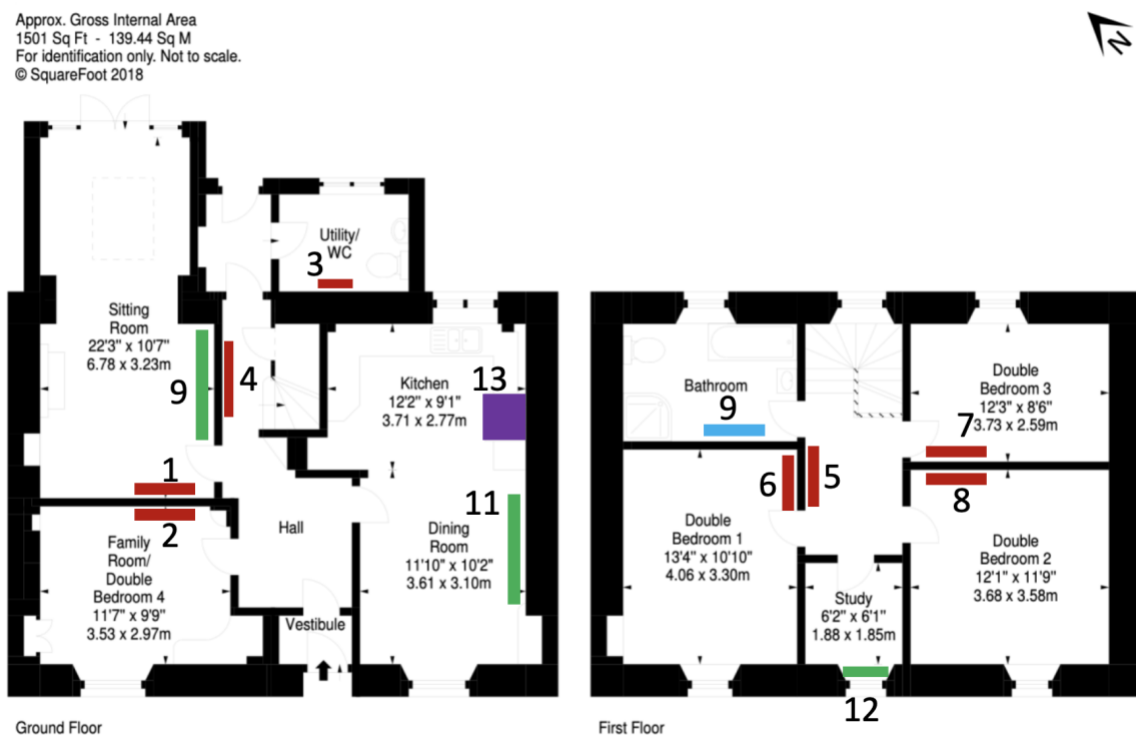 Approx. Gross Internal Area
1501 Sq Ft - 139.44 Sq M
For identification only. Not to scale.
© SquareFoot 2018
N
Utility/
WC
3
Sitting
Room
22'3" x 10'7"
6.78 x 3.23m
9
4
Kitchen
12'2" x 9'1"
3.71 x 2.77m
13
1
2
Family
Room/
Double
Bedroom 4
11'7" x 9'9"
3.53 x 2.97m
Hall
11
Dining
Room
11'10" x 10'2"
3.61 x 3.10m
Vestibule
Ground Floor
Bathroom
9
Double
Bedroom 3
12'3" x 8'6"
3.73 x 2.59m
7
6
5
8
Double
Bedroom 1
13'4" x 10'10"
4.06 x 3.30m
Double
Bedroom 2
12'1" x 11'9"
3.68 x 3.58m
Study
6'2" x 6'1"
1.88 x 1.85m
12
First Floor